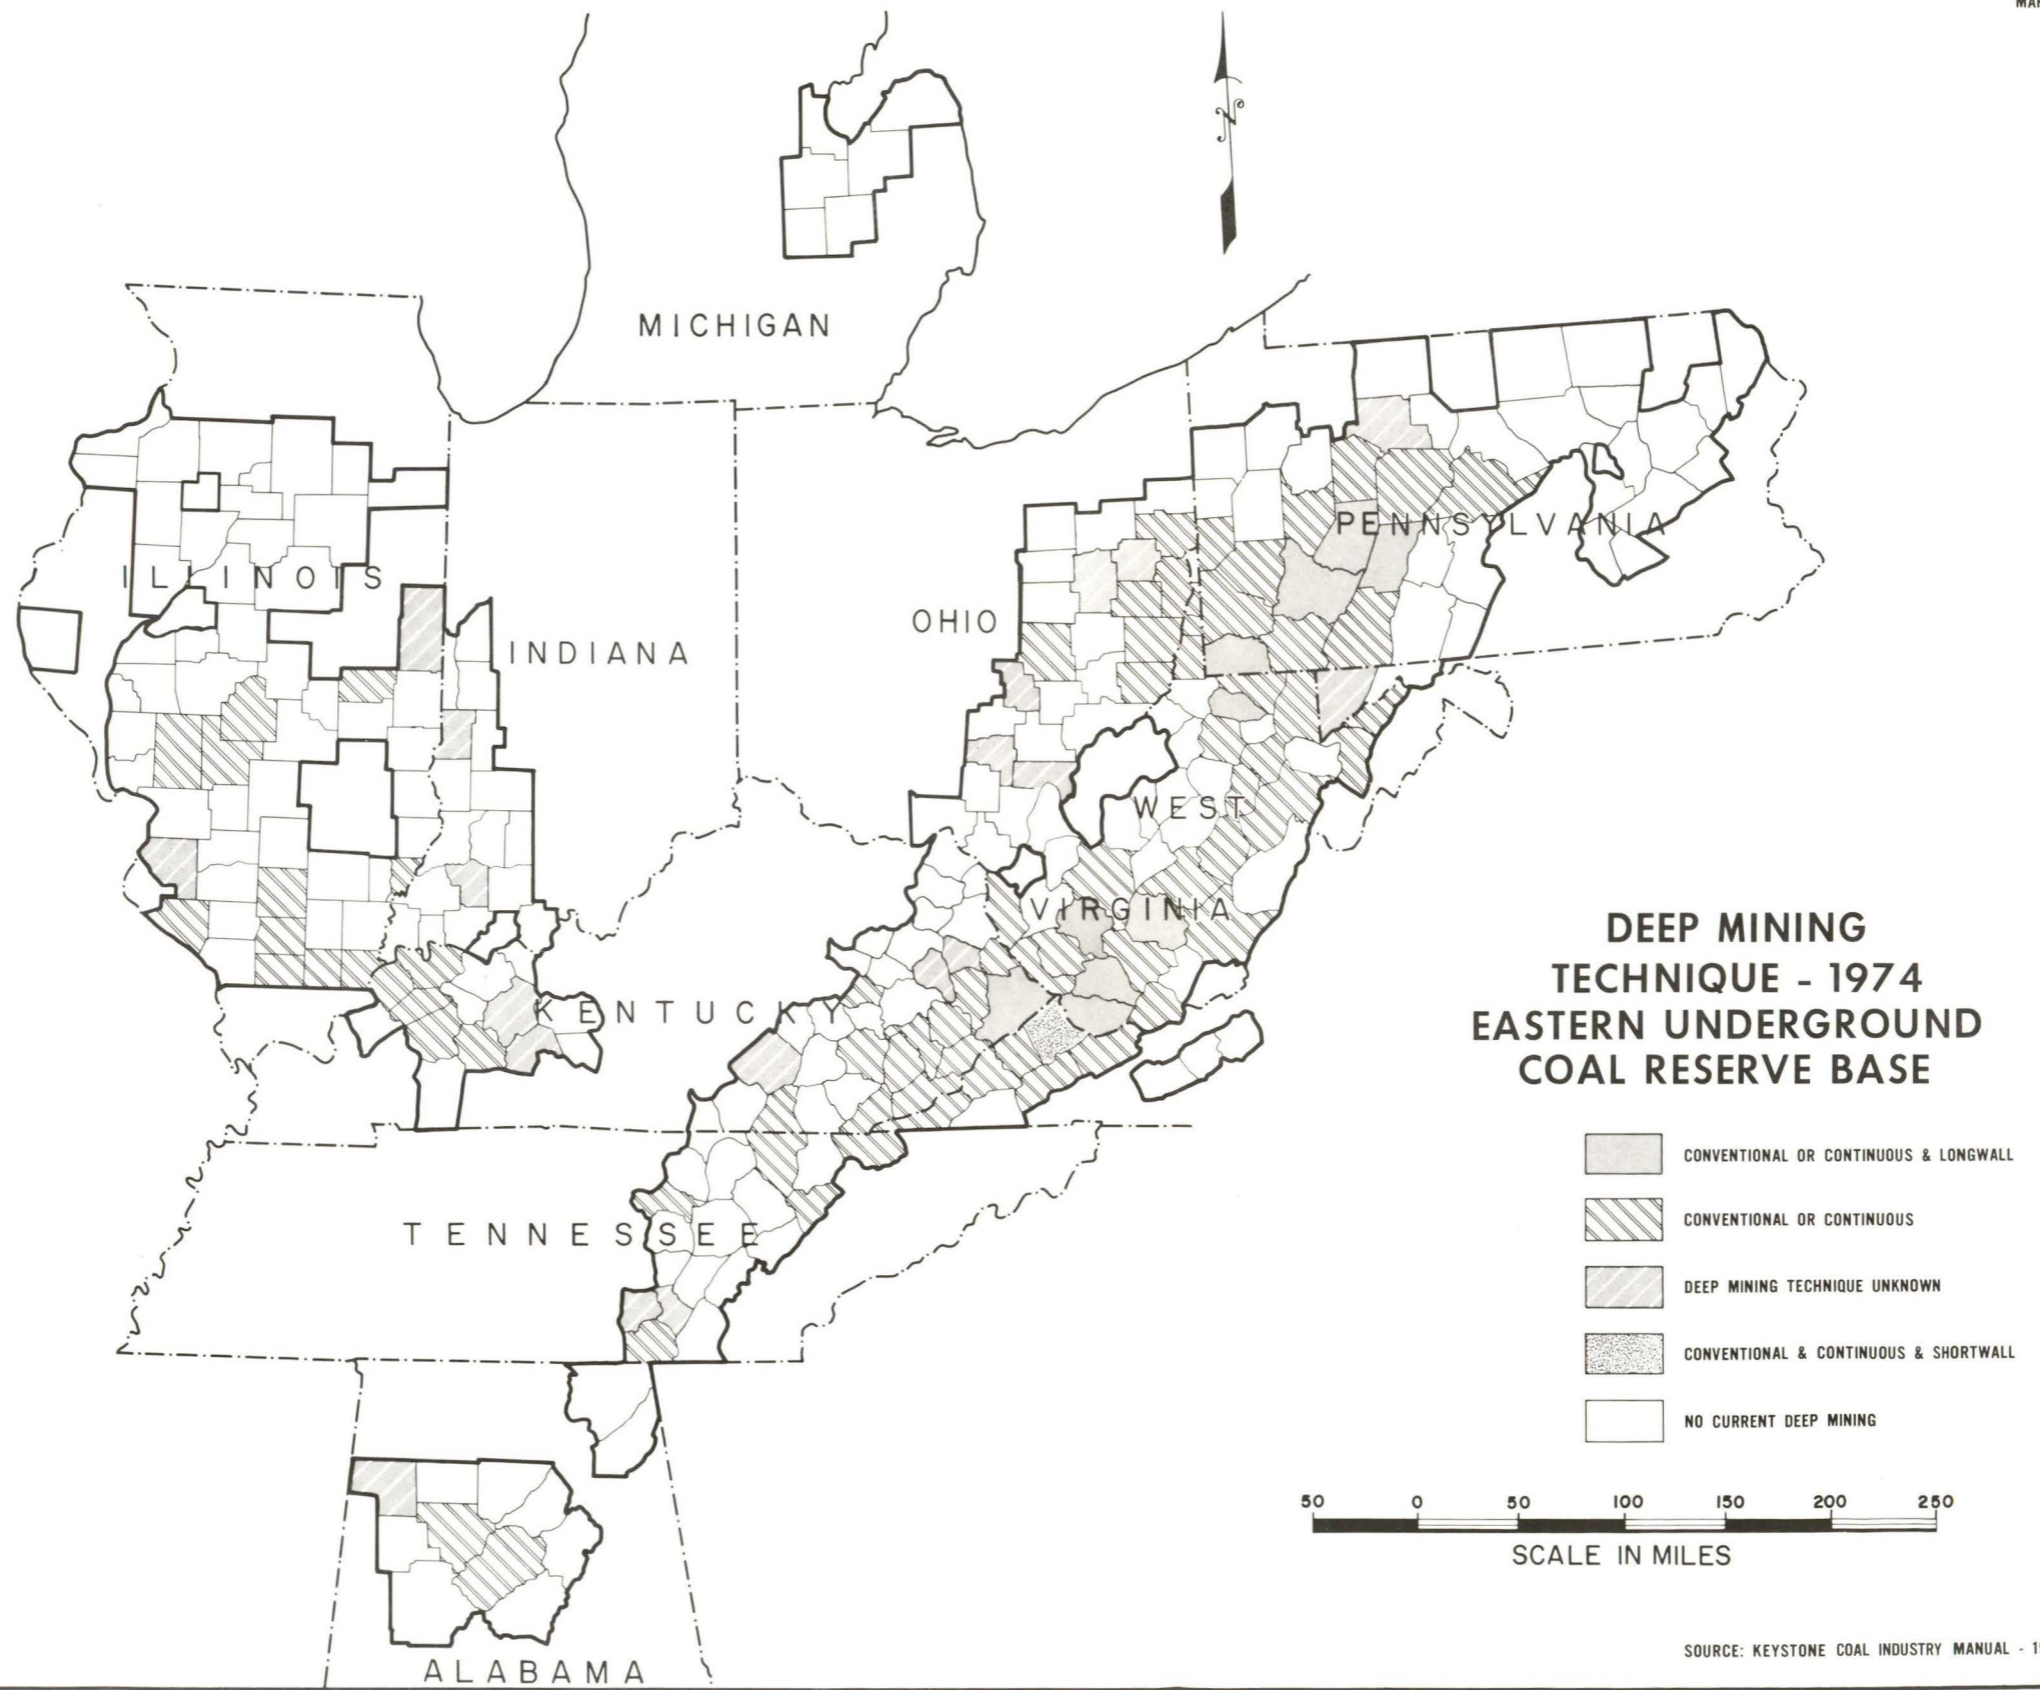 MICHIGAN
ILLINOIS
INDIANA
OHIO
PENNSYLVANIA
WEST
VIRGINIA
KENTUCKY
TENNESSEE
ALABAMA
N
DEEP MINING
TECHNIQUE - 1974
EASTERN UNDERGROUND
COAL RESERVE BASE
CONVENTIONAL OR CONTINUOUS & LONGWALL
CONVENTIONAL OR CONTINUOUS
DEEP MINING TECHNIQUE UNKNOWN
CONVENTIONAL & CONTINUOUS & SHORTWALL
NO CURRENT DEEP MINING
50 0 50 100 150 200 250
SCALE IN MILES
SOURCE: KEYSTONE COAL INDUSTRY MANUAL -